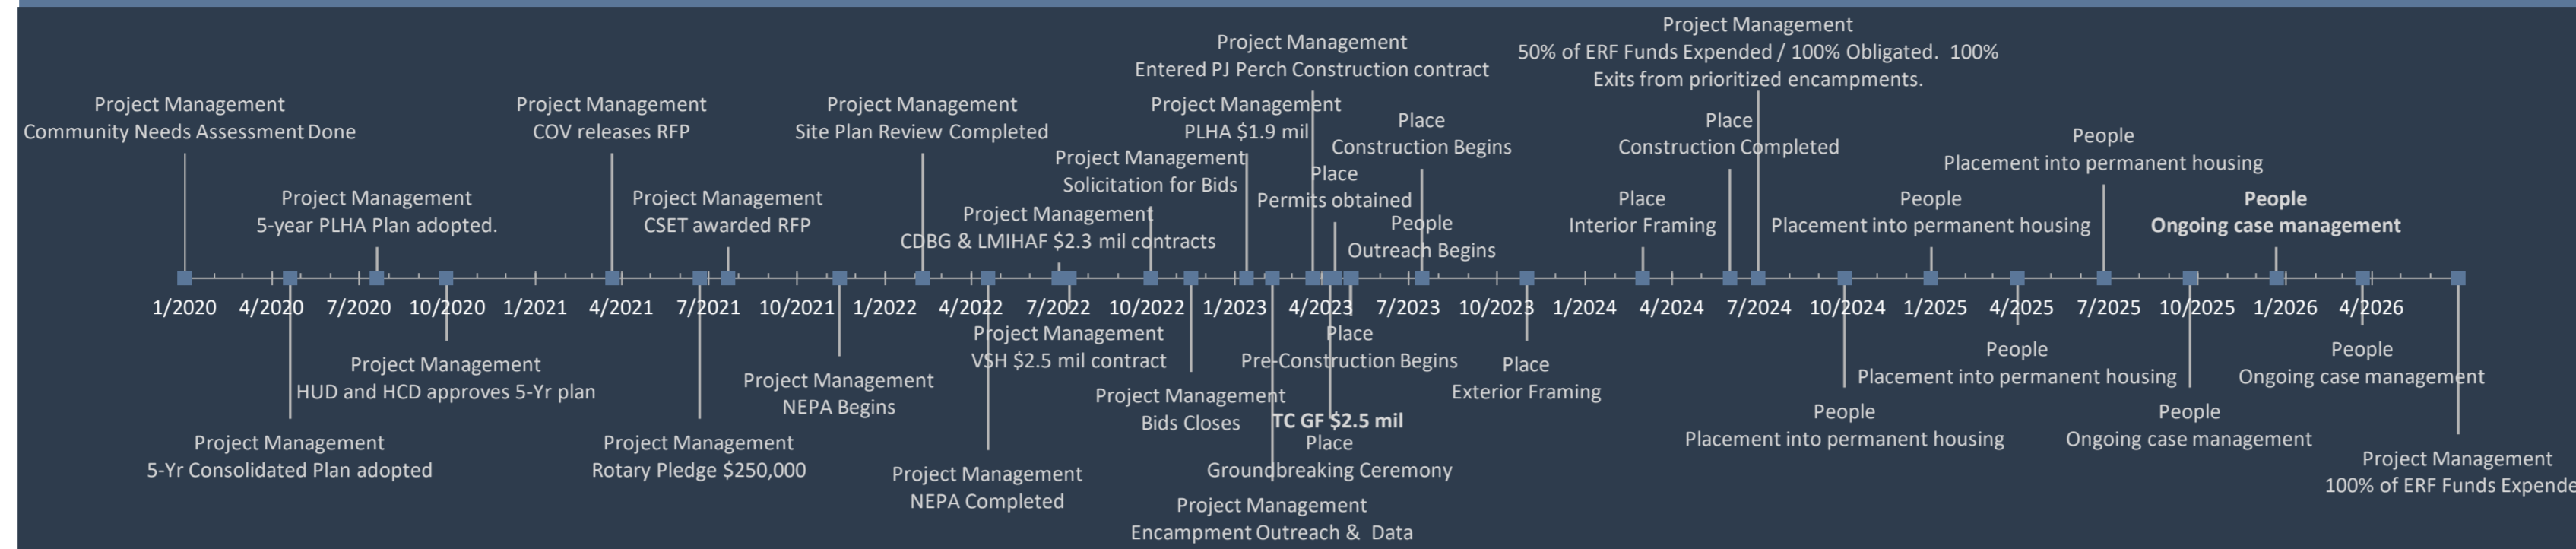 Project Management
Community Needs Assessment Done
Project Management
5-year PLHA Plan adopted.
Project Management
COV releases RFP
Project Management
CSET awarded RFP
Project Management
Site Plan Review Completed
Project Management
CDBG & LMIHAF $2.3 mil contracts
Project Management
Solicitation for Bids
Project Management
PLHA $1.9 mil
Project Management
Entered PJ Perch Construction contract
Place
Permits obtained
Place
Construction Begins
People
Outreach Begins
Project Management
50% of ERF Funds Expended / 100% Obligated.  100%
Exits from prioritized encampments.
Place
Construction Completed
Place
Interior Framing
People
Placement into permanent housing
People
Placement into permanent housing
People
Ongoing case management
1/2020 4/2020 7/2020 10/2020 1/2021 4/2021 7/2021 10/2021 1/2022 4/2022 7/2022 10/2022 1/2023 4/2023 7/2023 10/2023 1/2024 4/2024 7/2024 10/2024 1/2025 4/2025 7/2025 10/2025 1/2026 4/2026
Project Management
5-Yr Consolidated Plan adopted
Project Management
HUD and HCD approves 5-Yr plan
Project Management
Rotary Pledge $250,000
Project Management
NEPA Begins
Project Management
NEPA Completed
Project Management
VSH $2.5 mil contract
Project Management
Bids Closes
Project Management
Encampment Outreach &  Data
Place
Pre-Construction Begins
TC GF $2.5 mil
Place
Groundbreaking Ceremony
Place
Exterior Framing
People
Placement into permanent housing
People
Placement into permanent housing
People
Ongoing case management
People
Ongoing case management
Project Management
100% of ERF Funds Expende